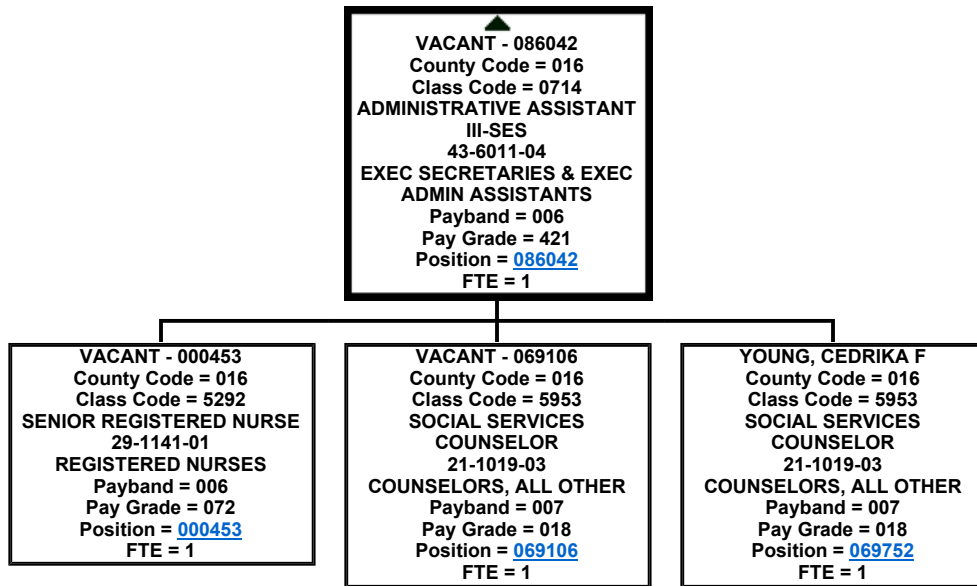 VACANT - 086042
County Code = 016
Class Code = 0714
ADMINISTRATIVE ASSISTANT
III-SES
43-6011-04
EXEC SECRETARIES & EXEC
ADMIN ASSISTANTS
Payband = 006
Pay Grade = 421
Position = 086042
FTE = 1
VACANT - 000453
County Code = 016
Class Code = 5292
SENIOR REGISTERED NURSE
29-1141-01
REGISTERED NURSES
Payband = 006
Pay Grade = 072
Position = 000453
FTE = 1
VACANT - 069106
County Code = 016
Class Code = 5953
SOCIAL SERVICES
COUNSELOR
21-1019-03
COUNSELORS, ALL OTHER
Payband = 007
Pay Grade = 018
Position = 069106
FTE = 1
YOUNG, CEDRIKA F
County Code = 016
Class Code = 5953
SOCIAL SERVICES
COUNSELOR
21-1019-03
COUNSELORS, ALL OTHER
Payband = 007
Pay Grade = 018
Position = 069752
FTE = 1